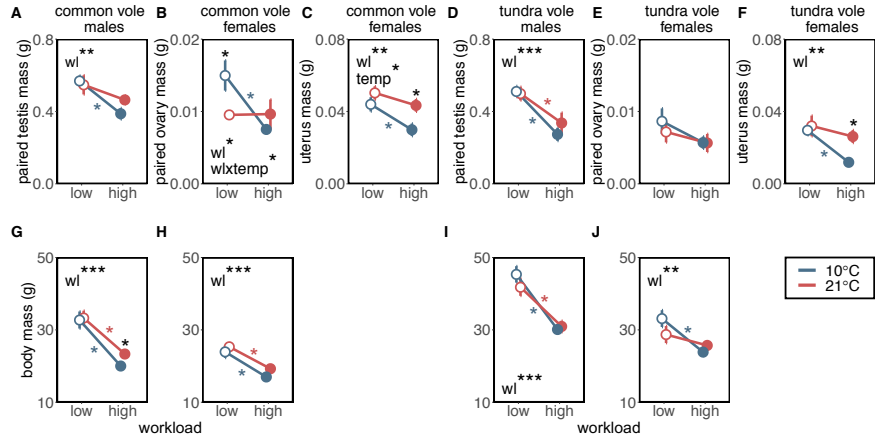 A common vole males
B common vole females
C common vole females
D tundra vole males
E tundra vole females
F tundra vole females
paired testis mass (g)
0.8
0.4
0.0
wl**
*
low high
paired ovary mass (g)
0.02
0.01
0.00
*
*
wl*
wlxtemp*
low high
uterus mass (g)
0.08
0.04
0.00
wl**
temp*
*
*
low high
paired testis mass (g)
0.8
0.4
0.0
wl***
*
*
low high
paired ovary mass (g)
0.02
0.01
0.00
low high
uterus mass (g)
0.08
0.04
0.00
wl**
*
*
low high
G
body mass (g)
50
30
10
wl***
*
*
*
low high
H
50
30
10
wl***
*
*
low high
workload
I
50
30
10
*
*
wl***
low high
J
50
30
10
wl**
*
low high
workload
10°C
21°C